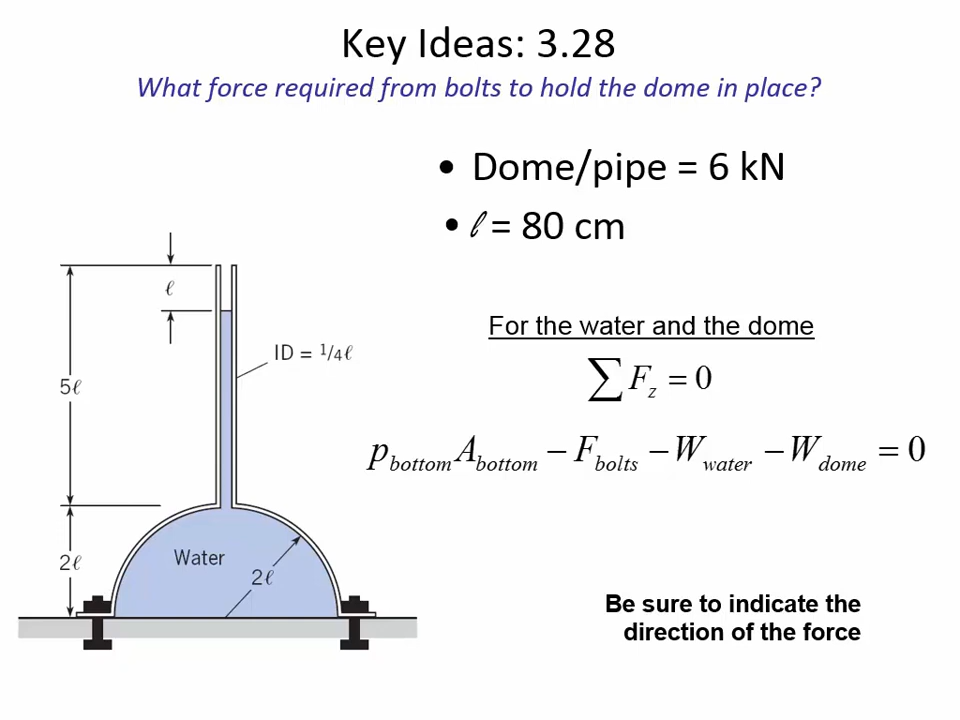 Key Ideas: 3.28
What force required from bolts to hold the dome in place?
• Dome/pipe = 6 kN
• ℓ = 80 cm
ℓ
ID = 1/4ℓ
5ℓ
For the water and the dome
∑ F_z = 0
p_bottom A_bottom − F_bolts − W_water − W_dome = 0
Water
2ℓ
2ℓ
Be sure to indicate the
direction of the force